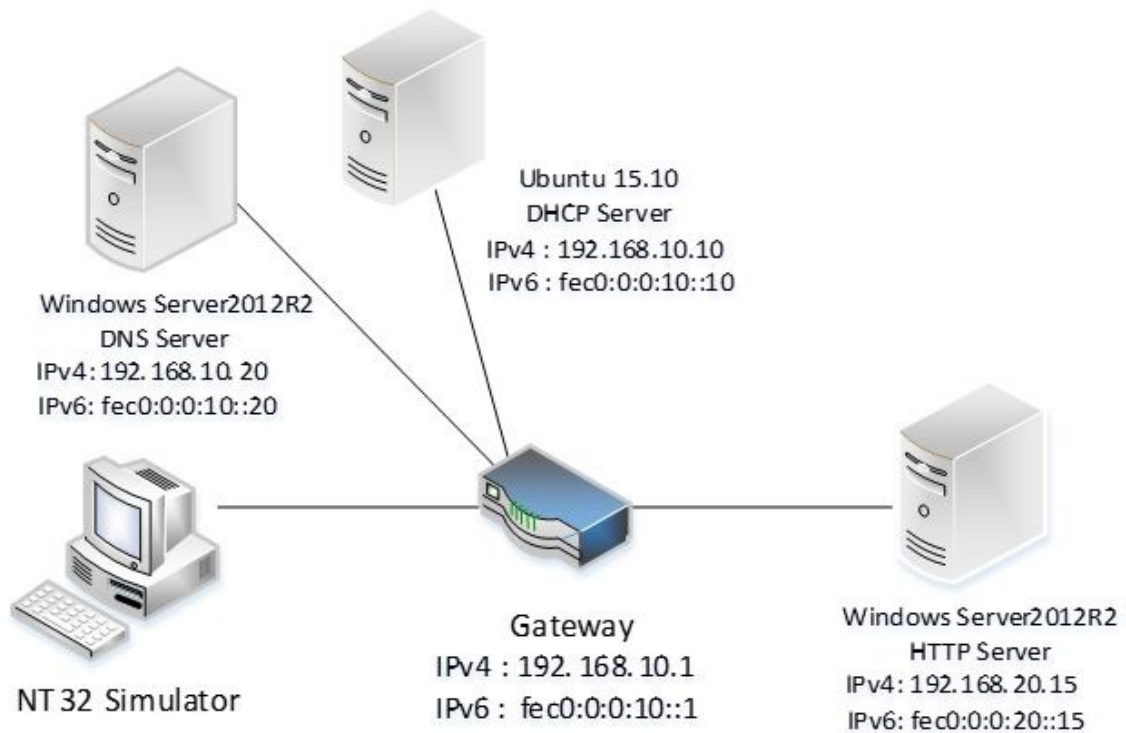 Ubuntu 15.10
DHCP Server
IPv4 : 192.168.10.10
IPv6 : fec0:0:0:10::10
Windows Server2012R2
DNS Server
IPv4: 192. 168. 10. 20
IPv6: fec0:0:0:10::20
NT 32 Simulator
Gateway
IPv4 : 192. 168.10.1
IPv6 : fec0:0:0:10::1
Windows Server2012R2
HTTP Server
IPv4: 192.168.20.15
IPv6: fec0:0:0:20::15